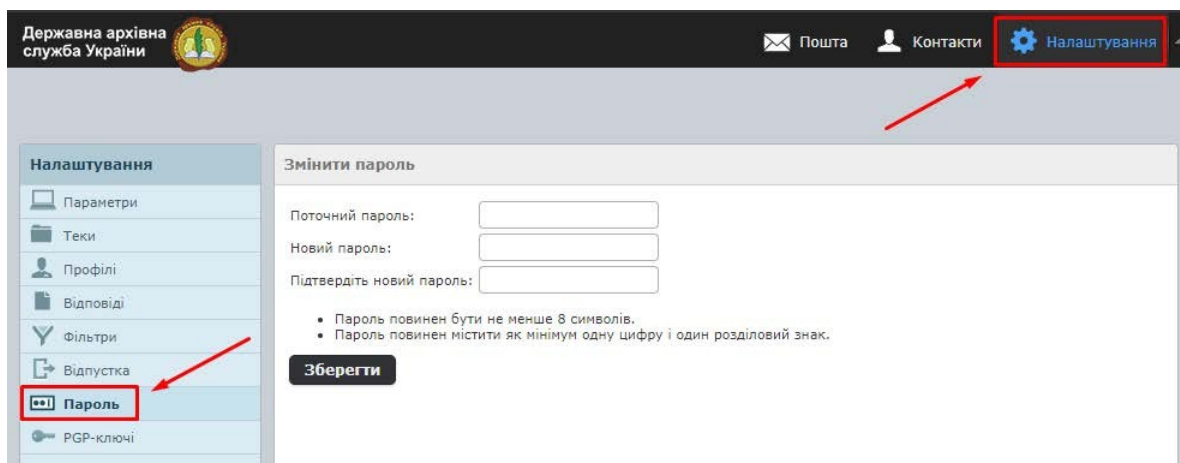 Державна архівна
служба України
Пошта
Контакти
Налаштування
Налаштування
Параметри
Теки
Профілі
Відповіді
Фільтри
Відпустка
Пароль
PGP-ключі
Змінити пароль
Поточний пароль:
Новий пароль:
Підтвердіть новий пароль:
• Пароль повинен бути не менше 8 символів.
• Пароль повинен містити як мінімум одну цифру і один розділовий знак.
Зберегти